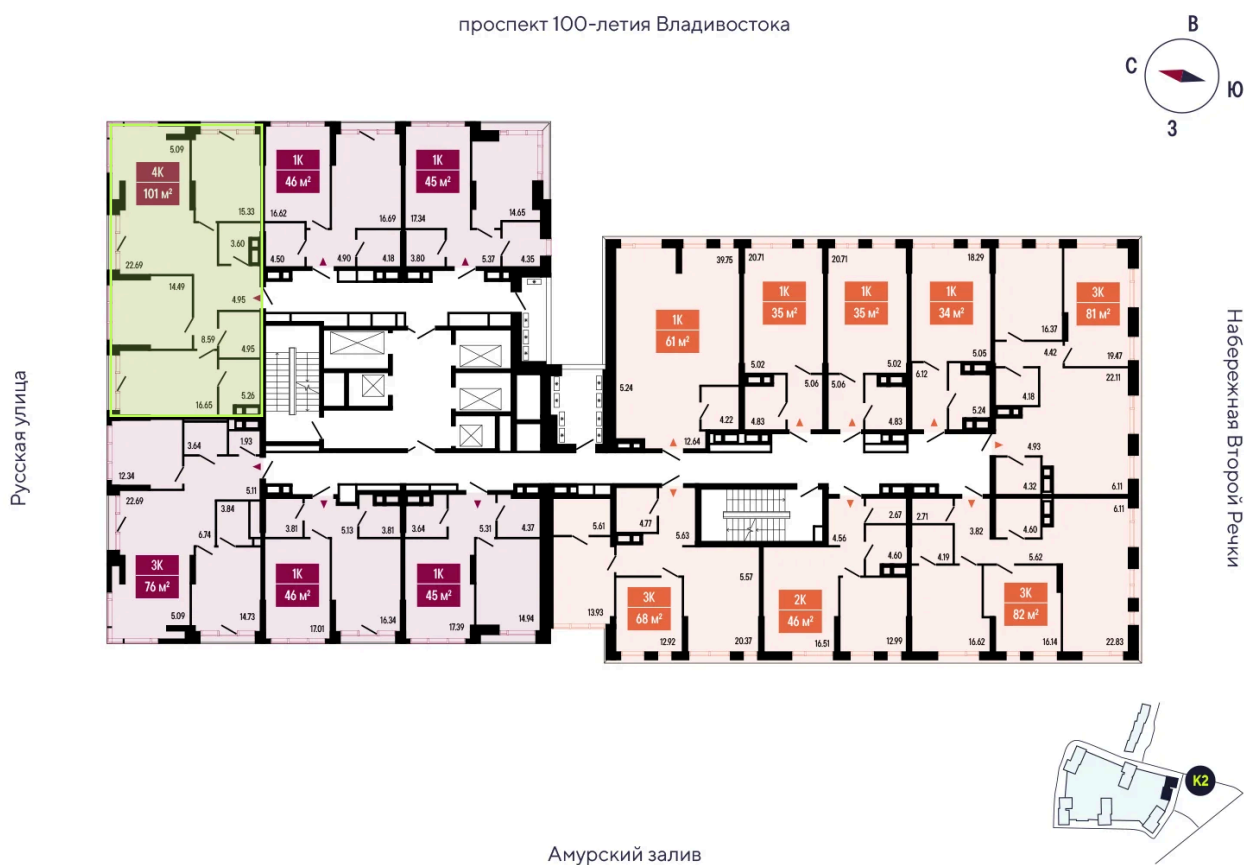 проспект 100-летия Владивостока
В
С
Ю
З
5.09
4К
101 м²
15.33
3.60
22.69
14.49
4.95
8.59
4.95
16.65
5.26
1К
46 м²
16.62
16.69
4.50
4.90
4.18
1К
45 м²
17.34
14.65
3.80
5.37
4.35
39.75
1К
61 м²
5.24
4.22
12.64
20.71
1К
35 м²
5.02
5.06
4.83
20.71
1К
35 м²
5.02
5.06
4.83
18.29
1К
34 м²
5.05
6.12
5.24
3К
81 м²
16.37
4.42
19.47
22.11
4.18
4.93
4.32
6.11
Русская улица
Набережная Второй Речки
3.64
1.93
12.34
22.69
5.11
3.84
6.74
3К
76 м²
5.09
14.73
3.81
5.13
3.81
1К
46 м²
17.01
16.34
3.64
5.31
4.37
1К
45 м²
17.39
14.94
5.61
4.77
5.63
5.57
13.93
3К
68 м²
12.92
20.37
2.67
4.56
4.60
2К
46 м²
16.51
12.99
2.71
3.82
4.60
6.11
4.19
5.62
3К
82 м²
16.62
16.14
22.83
К2
Амурский залив